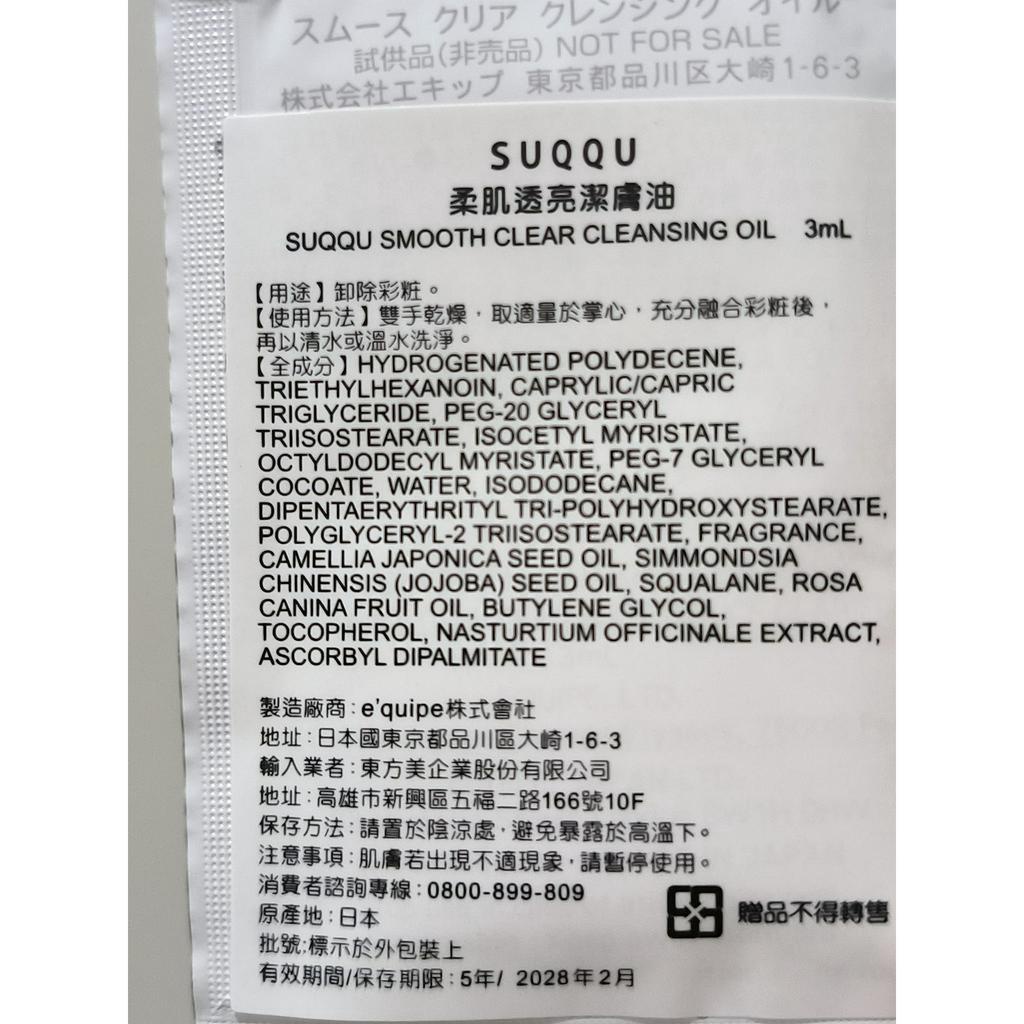 スムース クリア クレンジング オイル
試供品(非売品) NOT FOR SALE
株式会社エキップ 東京都品川区大崎1-6-3
SUQQU
柔肌透亮潔膚油
SUQQU SMOOTH CLEAR CLEANSING OIL 3mL
【用途】卸除彩粧。
【使用方法】雙手乾燥，取適量於掌心，充分融合彩粧後，
再以清水或溫水洗淨。
【全成分】HYDROGENATED POLYDECENE,
TRIETHYLHEXANOIN, CAPRYLIC/CAPRIC
TRIGLYCERIDE, PEG-20 GLYCERYL
TRIISOSTEARATE, ISOCETYL MYRISTATE,
OCTYLDODECYL MYRISTATE, PEG-7 GLYCERYL
COCOATE, WATER, ISODODECANE,
DIPENTAERYTHRITYL TRI-POLYHYDROXYSTEARATE,
POLYGLYCERYL-2 TRIISOSTEARATE, FRAGRANCE,
CAMELLIA JAPONICA SEED OIL, SIMMONDSIA
CHINENSIS (JOJOBA) SEED OIL, SQUALANE, ROSA
CANINA FRUIT OIL, BUTYLENE GLYCOL,
TOCOPHEROL, NASTURTIUM OFFICINALE EXTRACT,
ASCORBYL DIPALMITATE
製造廠商:e'quipe株式會社
地址:日本國東京都品川區大崎1-6-3
輸入業者:東方美企業股份有限公司
地址:高雄市新興區五福二路166號10F
保存方法:請置於陰涼處,避免暴露於高溫下。
注意事項:肌膚若出現不適現象,請暫停使用。
消費者諮詢專線:0800-899-809
原產地:日本
批號:標示於外包裝上
有效期間/保存期限:5年/ 2028年2月
贈品不得轉售